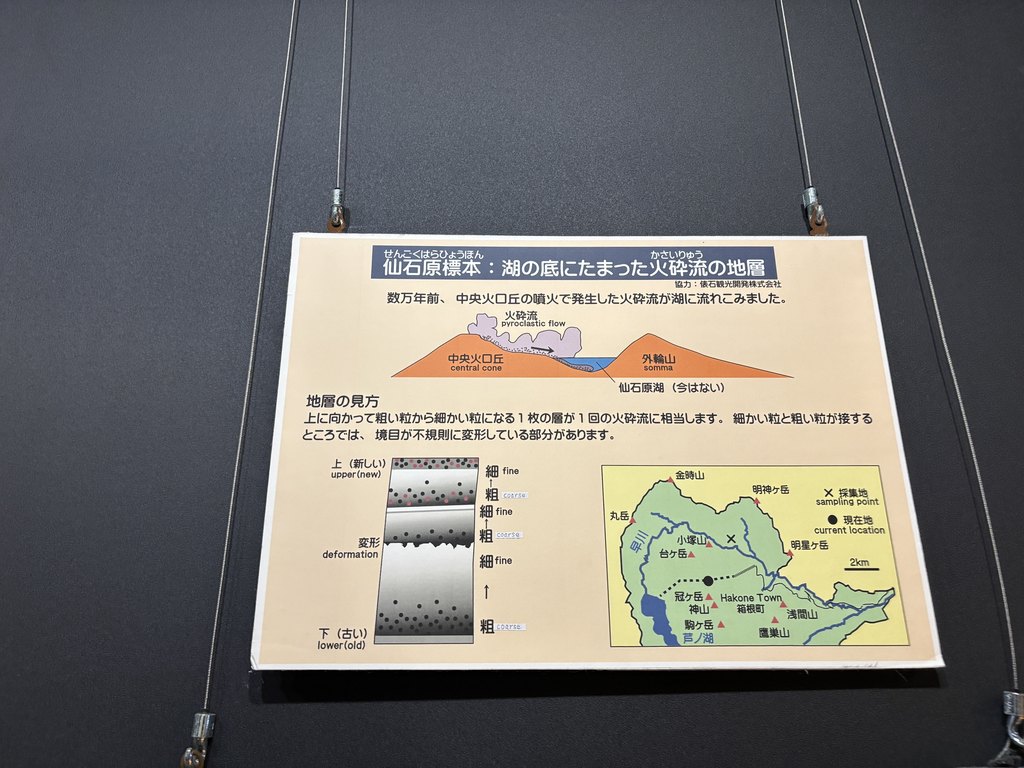 せんごくはらひょうほん かさいりゅう
仙石原標本：湖の底にたまった火砕流の地層
協力：俵石観光開発株式会社
数万年前、中央火口丘の噴火で発生した火砕流が湖に流れこみました。
火砕流
pyroclastic flow
中央火口丘
central cone
外輪山
somma
仙石原湖（今はない）
地層の見方
上に向かって粗い粒から細かい粒になる１枚の層が１回の火砕流に相当します。細かい粒と粗い粒が接する
ところでは、境目が不規則に変形している部分があります。
上（新しい）
upper(new)
細 fine
↑
粗 coarse
細 fine
↑
粗 coarse
変形
deformation
細 fine
↑
粗 coarse
下（古い）
lower(old)
金時山
明神ヶ岳
× 採集地
sampling point
丸岳
● 現在地
current location
早川
小塚山
明星ヶ岳
台ヶ岳
2km
冠ヶ岳
Hakone Town
神山
箱根町
浅間山
駒ヶ岳
鷹巣山
芦ノ湖